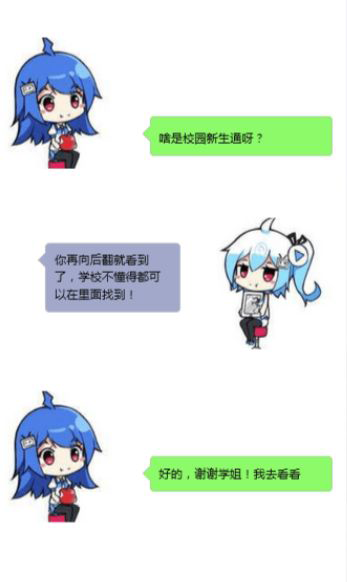 啥是校园新生通呀？
你再向后翻就看到
了，学校不懂得都可
以在里面找到！
好的，谢谢学姐！我去看看